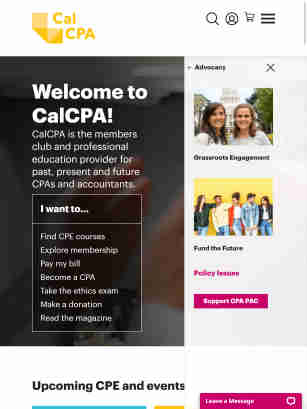 Cal
CPA
Advocacy
Welcome to
CalCPA!
CalCPA is the members
club and professional
education provider for
past, present and future
CPAs and accountants.
I want to...
Find CPE courses
Explore membership
Pay my bill
Become a CPA
Take the ethics exam
Make a donation
Read the magazine
Grassroots Engagement
Fund the Future
Policy Issues
Support CPA PAC
Upcoming CPE and events
Leave a Message